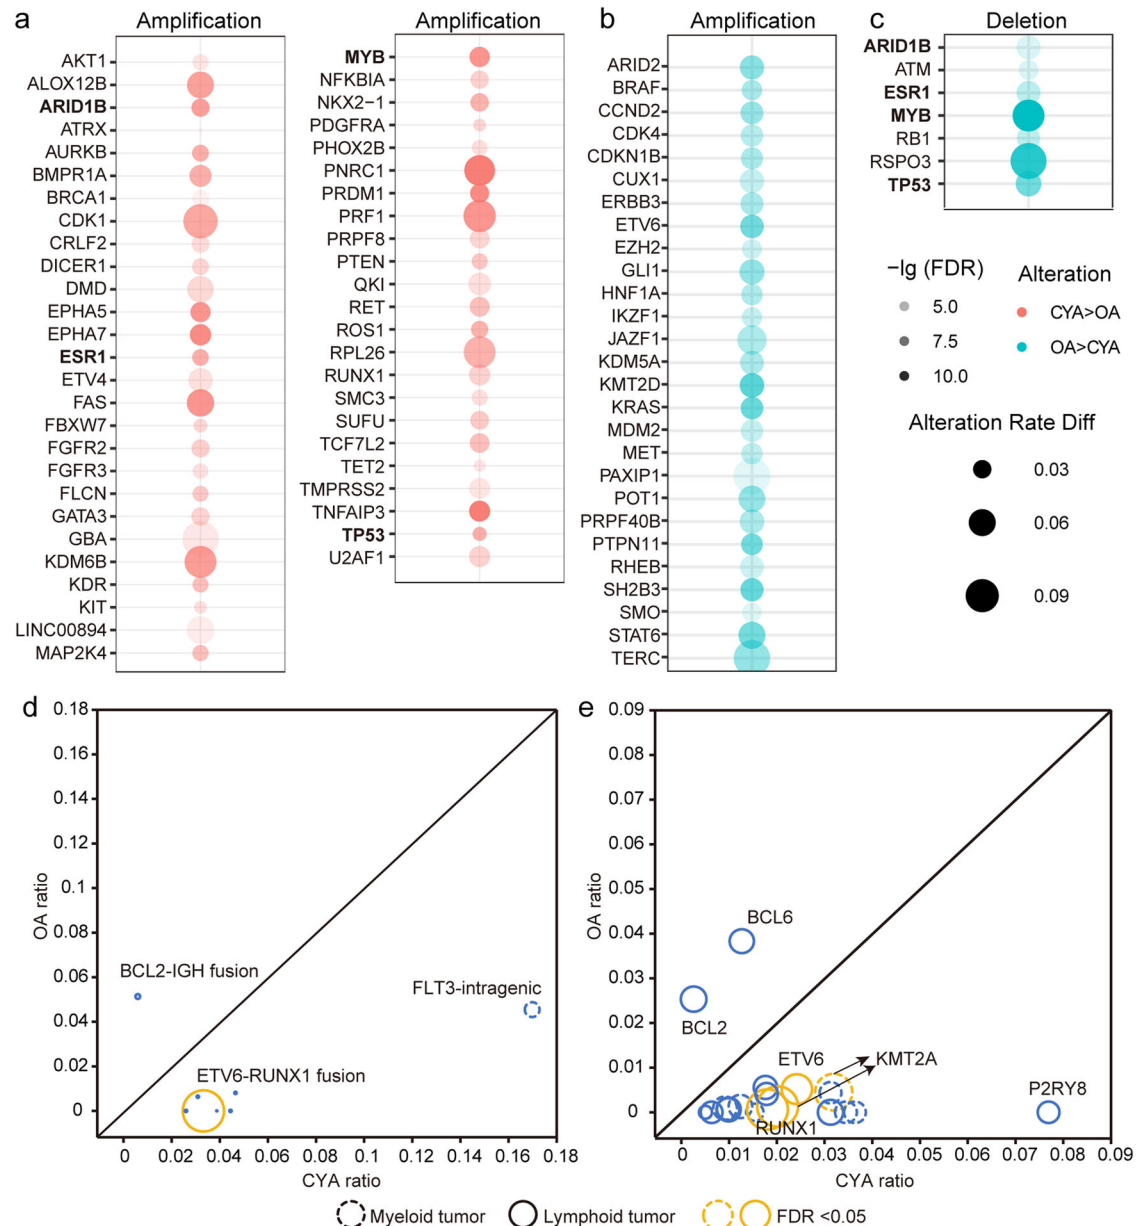 a
Amplification
AKT1
ALOX12B
ARID1B
ATRX
AURKB
BMPR1A
BRCA1
CDK1
CRLF2
DICER1
DMD
EPHA5
EPHA7
ESR1
ETV4
FAS
FBXW7
FGFR2
FGFR3
FLCN
GATA3
GBA
KDM6B
KDR
KIT
LINC00894
MAP2K4
Amplification
MYB
NFKBIA
NKX2−1
PDGFRA
PHOX2B
PNRC1
PRDM1
PRF1
PRPF8
PTEN
QKI
RET
ROS1
RPL26
RUNX1
SMC3
SUFU
TCF7L2
TET2
TMPRSS2
TNFAIP3
TP53
U2AF1
b
Amplification
ARID2
BRAF
CCND2
CDK4
CDKN1B
CUX1
ERBB3
ETV6
EZH2
GLI1
HNF1A
IKZF1
JAZF1
KDM5A
KMT2D
KRAS
MDM2
MET
PAXIP1
POT1
PRPF40B
PTPN11
RHEB
SH2B3
SMO
STAT6
TERC
c
Deletion
ARID1B
ATM
ESR1
MYB
RB1
RSPO3
TP53
−lg (FDR)
5.0
7.5
10.0
Alteration
CYA>OA
OA>CYA
Alteration Rate Diff
0.03
0.06
0.09
d
0.18
0.16
0.14
0.12
0.1
0.08
0.06
0.04
0.02
0
OA ratio
BCL2-IGH fusion
FLT3-intragenic
ETV6-RUNX1 fusion
0 0.02 0.04 0.06 0.08 0.10 0.12 0.14 0.16 0.18
CYA ratio
e
0.09
0.08
0.07
0.06
0.05
0.04
0.03
0.02
0.01
0
OA ratio
BCL6
BCL2
ETV6
KMT2A
P2RY8
RUNX1
0 0.01 0.02 0.03 0.04 0.05 0.06 0.07 0.08 0.09
CYA ratio
Myeloid tumor
Lymphoid tumor
FDR <0.05